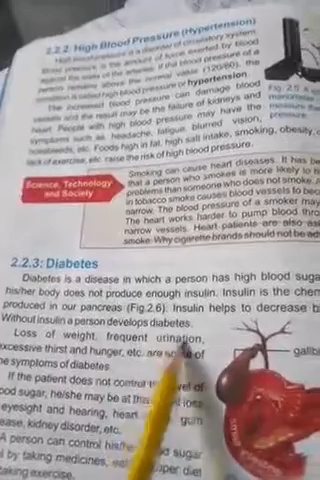 2.2.2 High Blood Pressure (Hypertension)
High blood pressure is a disorder of circulatory system.
Blood pressure is the amount of force exerted by blood
against the walls of the arteries. If the blood pressure of a
person remains above the normal value (120/80), the
condition is called high blood pressure or hypertension.
The increased blood pressure can damage blood
vessels and the result may be the failure of kidneys and
heart. People with high blood pressure may have the
symptoms such as headache, fatigue, blurred vision,
nosebleeds, etc. Foods high in fat, high salt intake, smoking, obesity,
lack of exercise, etc. raise the risk of high blood pressure.
Fig. 2.5 A
measure the
pressure.
Science, Technology
and Society
Smoking can cause heart diseases. It has be
that a person who smokes is more likely to h
problems than someone who does not smoke.
in tobacco smoke causes blood vessels to bec
narrow. The blood pressure of a smoker may
The heart works harder to pump blood thro
narrow vessels. Heart patients are also
smoke. Why cigarette brands should not be ad
2.2.3: Diabetes
Diabetes is a disease in which a person has high blood suga
his/her body does not produce enough insulin. Insulin is the
produced in our pancreas (Fig 2.6). Insulin helps to decrease b
Without insulin a person develops diabetes.
Loss of weight, frequent urination,
excessive thirst and hunger, etc. are of
he symptoms of diabetes.
If the patient does not control of
ood sugar, he/she may be at loss
eyesight and hearing, heart gum
ease, kidney disorder, etc.
A person can control his/he sugar
l by taking medicines, diet
taking exercise.
gallbl